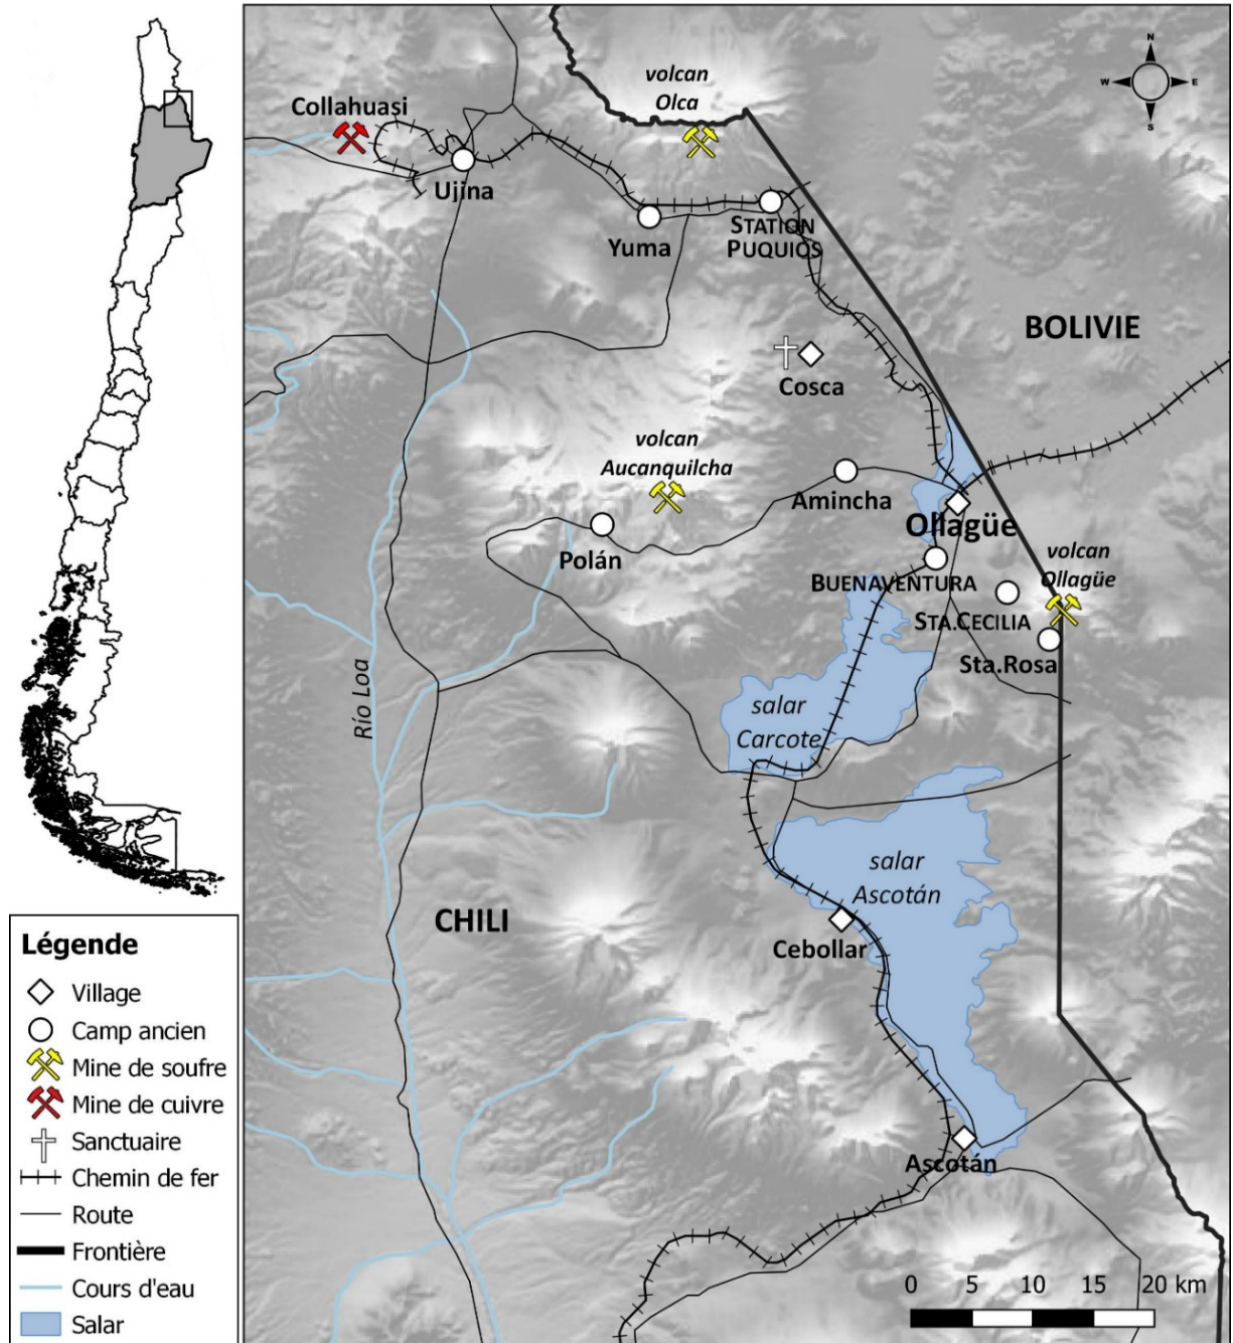 N
W
E
S
volcan
Olca
Collahuasi
Ujina
Yuma
STATION
PUQUIOS
BOLIVIE
Cosca
volcan
Aucanquilcha
Amincha
Ollagüe
Polán
volcan
Ollagüe
BUENAVENTURA
STA.CECILIA
Sta.Rosa
Río Loa
salar
Carcote
salar
Ascotán
CHILI
Cebollar
Ascotán
0 5 10 15 20 km
Légende
Village
Camp ancien
Mine de soufre
Mine de cuivre
Sanctuaire
Chemin de fer
Route
Frontière
Cours d'eau
Salar